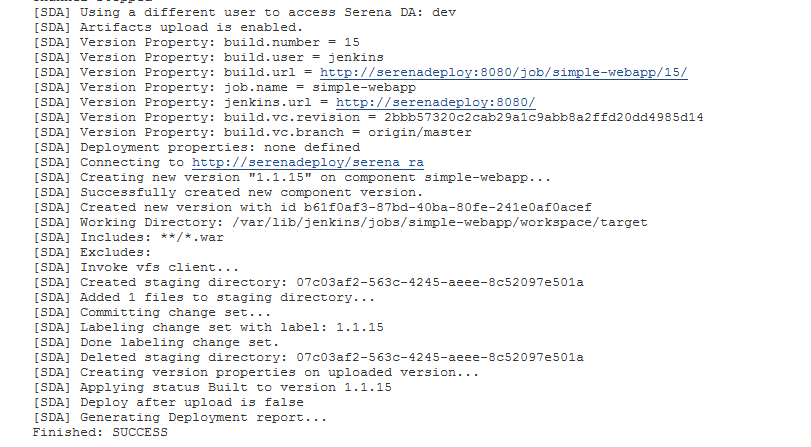 [SDA] Using a different user to access Serena DA: dev
[SDA] Artifacts upload is enabled.
[SDA] Version Property: build.number = 15
[SDA] Version Property: build.user = jenkins
[SDA] Version Property: build.url = http://serenadeploy:8080/job/simple-webapp/15/
[SDA] Version Property: job.name = simple-webapp
[SDA] Version Property: jenkins.url = http://serenadeploy:8080/
[SDA] Version Property: build.vc.revision = 2bbb57320c2cab29a1c9abb8a2ffd20dd4985d14
[SDA] Version Property: build.vc.branch = origin/master
[SDA] Deployment properties: none defined
[SDA] Connecting to http://serenadeploy/serena_ra
[SDA] Creating new version "1.1.15" on component simple-webapp...
[SDA] Successfully created new component version.
[SDA] Created new version with id b61f0af3-87bd-40ba-80fe-241e0af0acef
[SDA] Working Directory: /var/lib/jenkins/jobs/simple-webapp/workspace/target
[SDA] Includes: **/*.war
[SDA] Excludes:
[SDA] Invoke vfs client...
[SDA] Created staging directory: 07c03af2-563c-4245-aeee-8c52097e501a
[SDA] Added 1 files to staging directory...
[SDA] Committing change set...
[SDA] Labeling change set with label: 1.1.15
[SDA] Done labeling change set.
[SDA] Deleted staging directory: 07c03af2-563c-4245-aeee-8c52097e501a
[SDA] Creating version properties on uploaded version...
[SDA] Applying status Built to version 1.1.15
[SDA] Deploy after upload is false
[SDA] Generating Deployment report...
Finished: SUCCESS